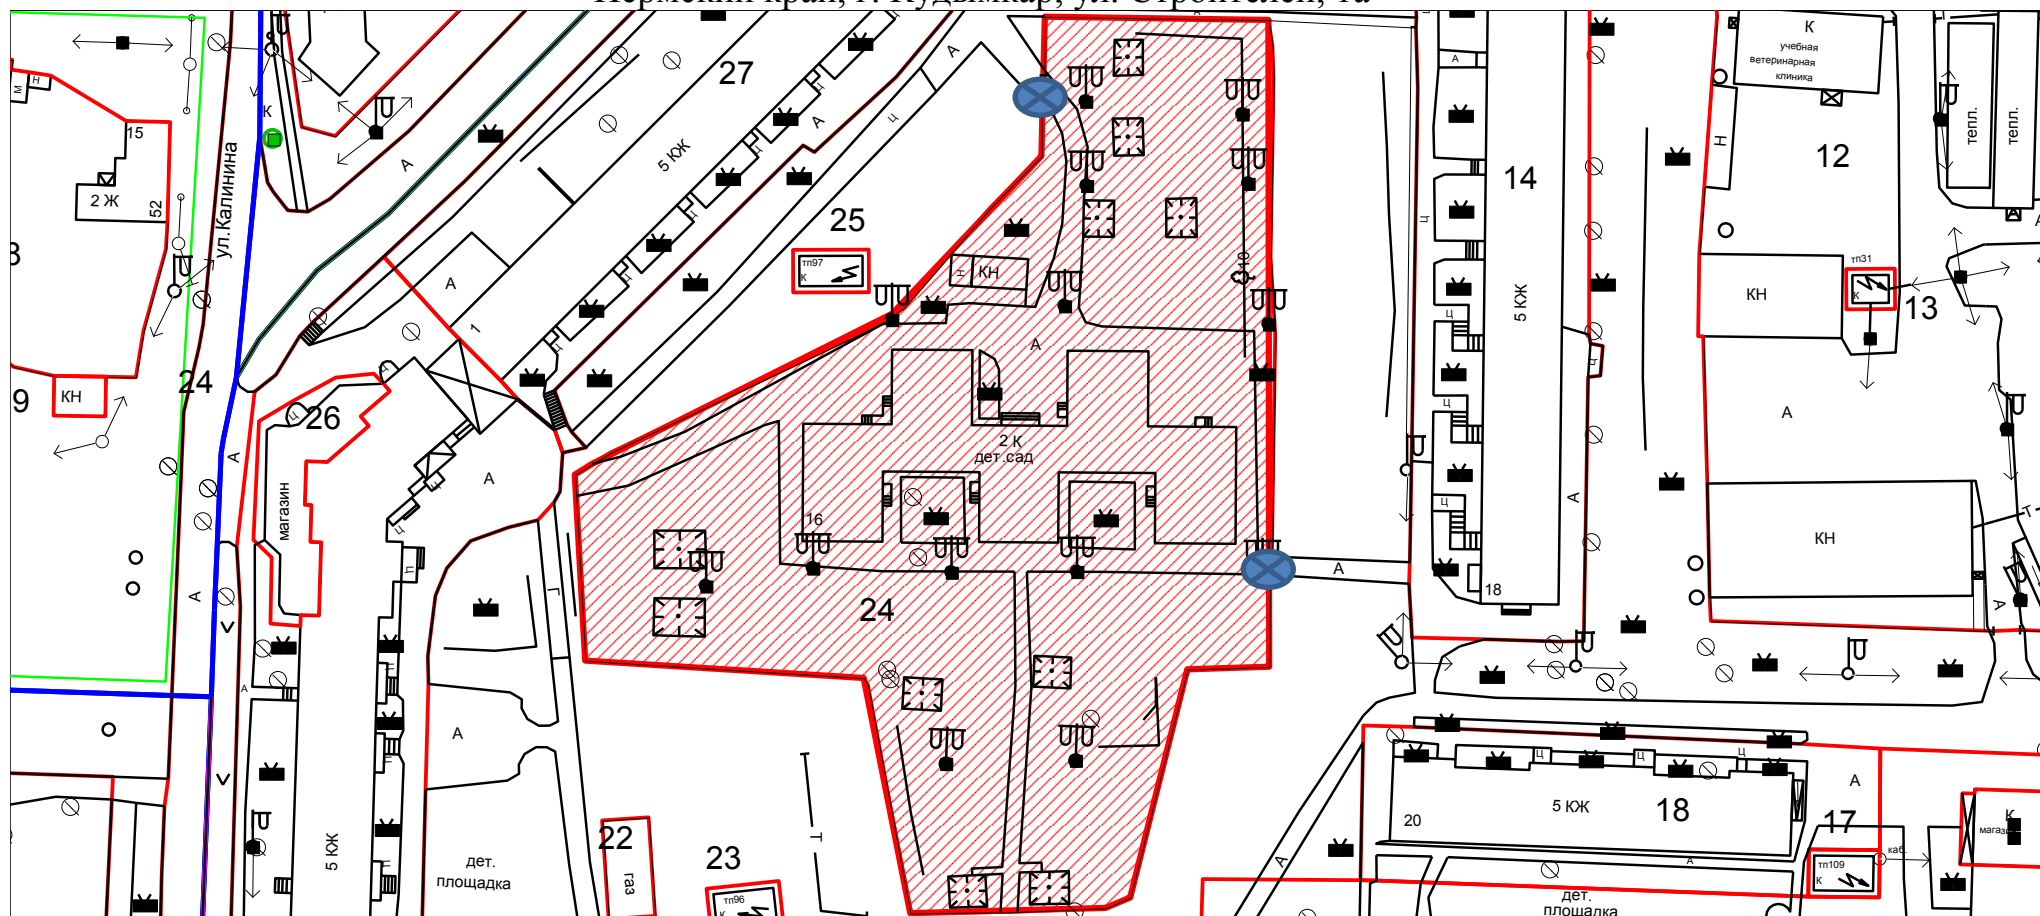 Пермский край, г. Кудымкар, ул. Строителей, 1а
27
25
24
26
24
22
23
14
12
13
18
17
9
ул.Калинина
К
15
2 Ж
52
Н
М
КН
А
магазин
5 КЖ
5 КЖ
1
тп97
К
КН
Н
А
10
2 К
дет.сад
16
5 КЖ
18
К
учебная
ветеринарная
клиника
Н
тепл.
тепл.
тп31
К
КН
А
КН
Т
А
А
А
5 КЖ
20
А
тп109
К
каб.
К
дет.
площадка
дет.
площадка
газ
тп96
К
Т
Г